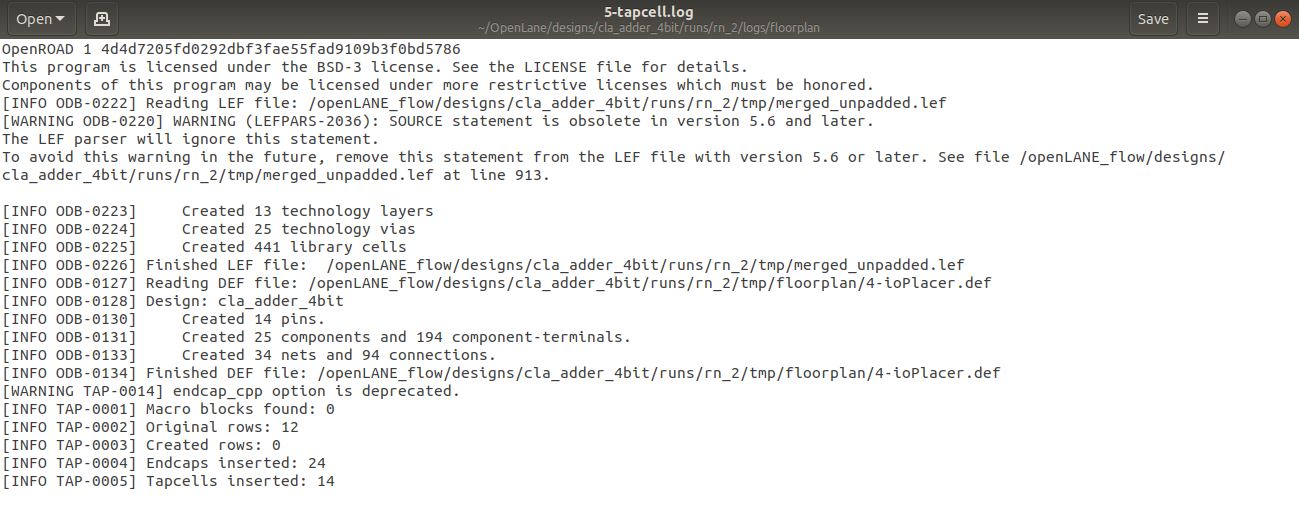 Open
5-tapcell.log
~/OpenLane/designs/cla_adder_4bit/runs/rn_2/logs/floorplan
Save
OpenROAD 1 4d4d7205fd0292dbf3fae55fad9109b3f0bd5786
This program is licensed under the BSD-3 license. See the LICENSE file for details.
Components of this program may be licensed under more restrictive licenses which must be honored.
[INFO ODB-0222] Reading LEF file: /openLANE_flow/designs/cla_adder_4bit/runs/rn_2/tmp/merged_unpadded.lef
[WARNING ODB-0220] WARNING (LEFPARS-2036): SOURCE statement is obsolete in version 5.6 and later.
The LEF parser will ignore this statement.
To avoid this warning in the future, remove this statement from the LEF file with version 5.6 or later. See file /openLANE_flow/designs/
cla_adder_4bit/runs/rn_2/tmp/merged_unpadded.lef at line 913.
[INFO ODB-0223]     Created 13 technology layers
[INFO ODB-0224]     Created 25 technology vias
[INFO ODB-0225]     Created 441 library cells
[INFO ODB-0226] Finished LEF file:  /openLANE_flow/designs/cla_adder_4bit/runs/rn_2/tmp/merged_unpadded.lef
[INFO ODB-0127] Reading DEF file: /openLANE_flow/designs/cla_adder_4bit/runs/rn_2/tmp/floorplan/4-ioPlacer.def
[INFO ODB-0128] Design: cla_adder_4bit
[INFO ODB-0130]     Created 14 pins.
[INFO ODB-0131]     Created 25 components and 194 component-terminals.
[INFO ODB-0133]     Created 34 nets and 94 connections.
[INFO ODB-0134] Finished DEF file: /openLANE_flow/designs/cla_adder_4bit/runs/rn_2/tmp/floorplan/4-ioPlacer.def
[WARNING TAP-0014] endcap_cpp option is deprecated.
[INFO TAP-0001] Macro blocks found: 0
[INFO TAP-0002] Original rows: 12
[INFO TAP-0003] Created rows: 0
[INFO TAP-0004] Endcaps inserted: 24
[INFO TAP-0005] Tapcells inserted: 14